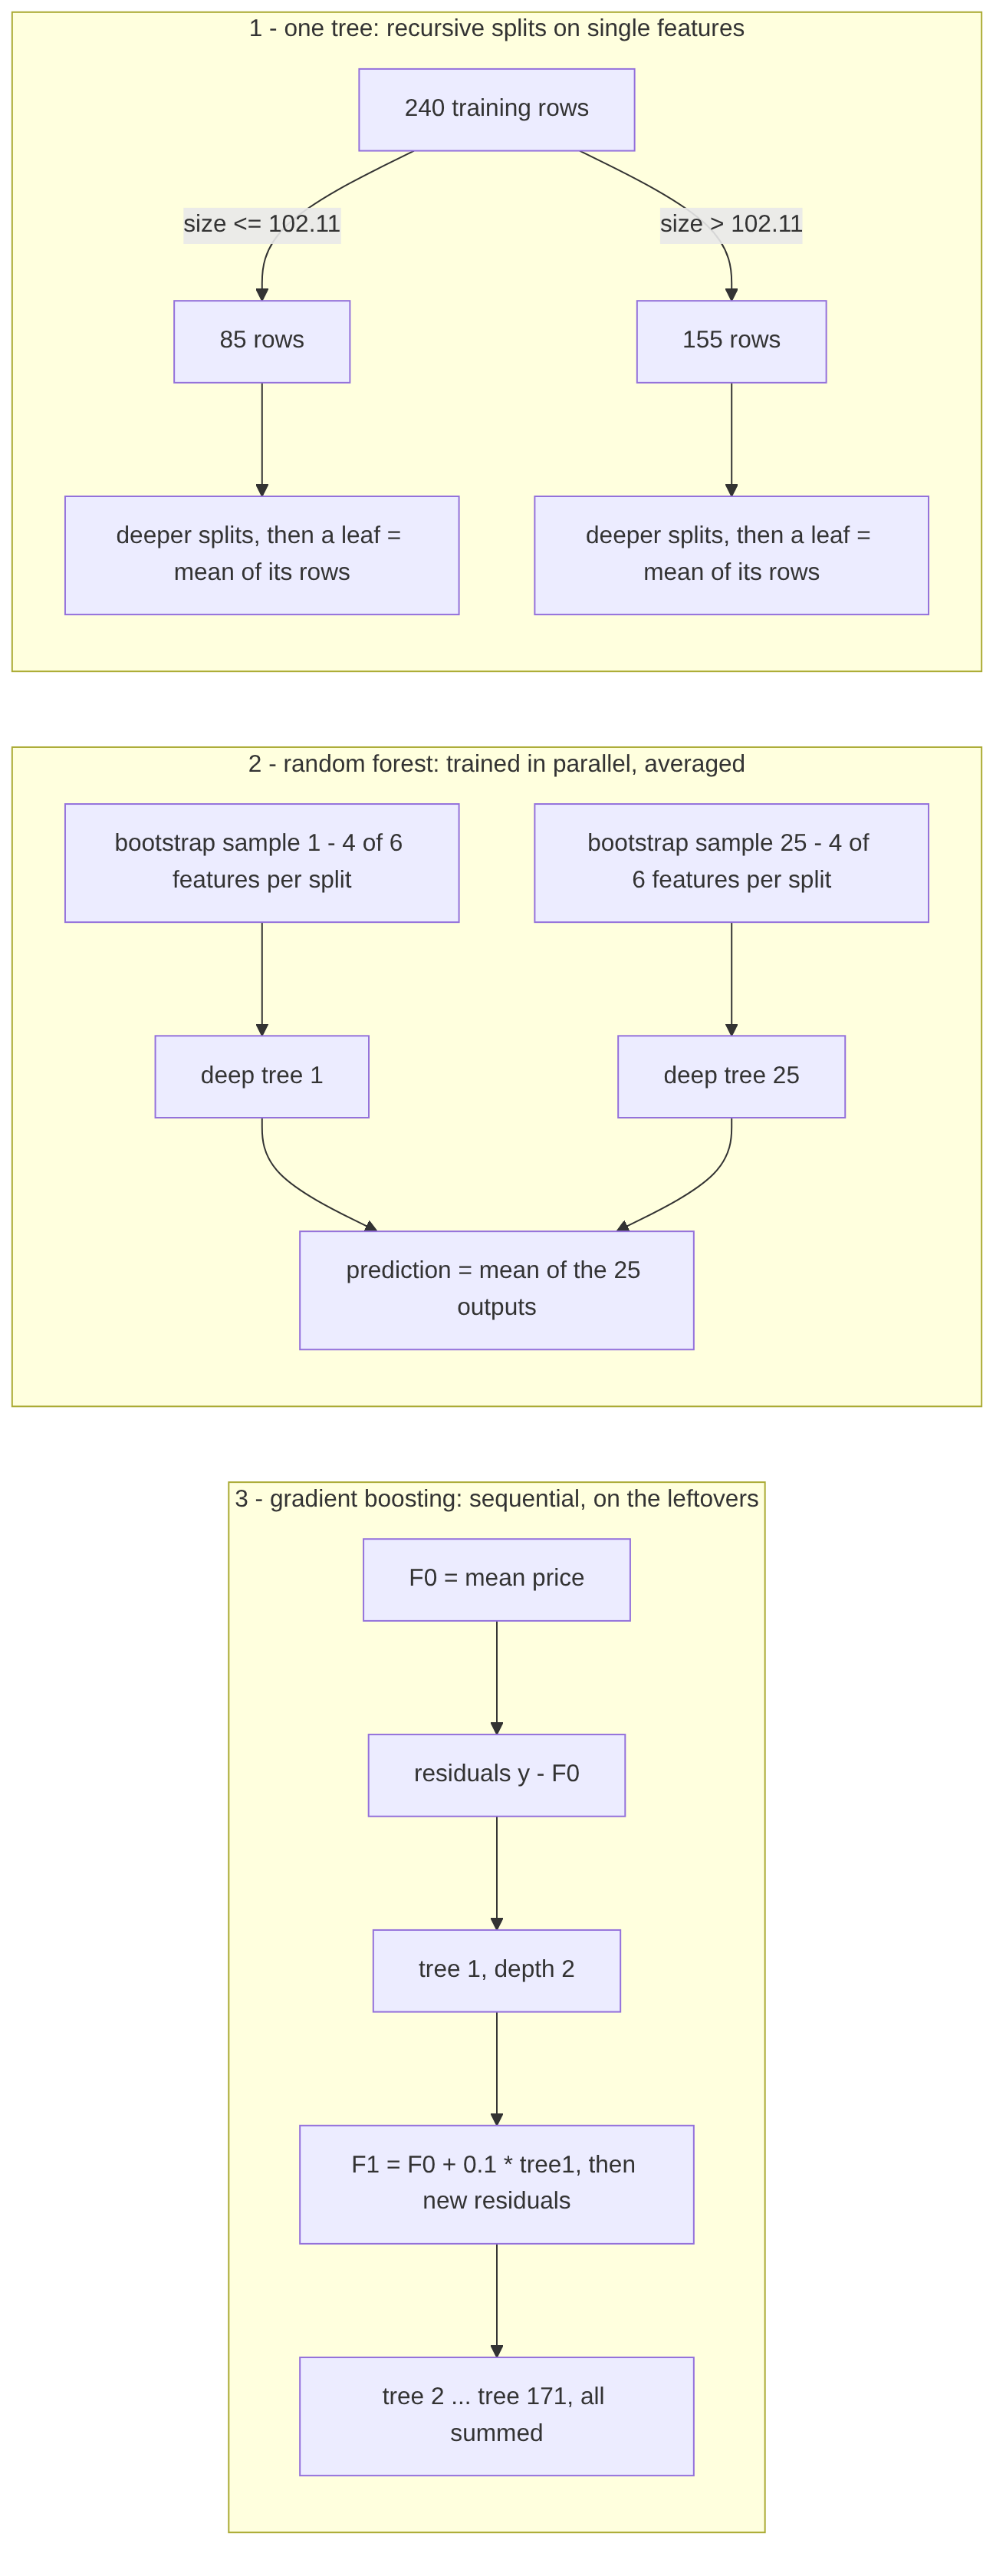 1 - one tree: recursive splits on single features
240 training rows
size <= 102.11
size > 102.11
85 rows
155 rows
deeper splits, then a leaf =
mean of its rows
deeper splits, then a leaf =
mean of its rows
2 - random forest: trained in parallel, averaged
bootstrap sample 1 - 4 of 6
features per split
bootstrap sample 25 - 4 of
6 features per split
deep tree 1
deep tree 25
prediction = mean of the 25
outputs
3 - gradient boosting: sequential, on the leftovers
F0 = mean price
residuals y - F0
tree 1, depth 2
F1 = F0 + 0.1 * tree1, then
new residuals
tree 2 ... tree 171, all
summed